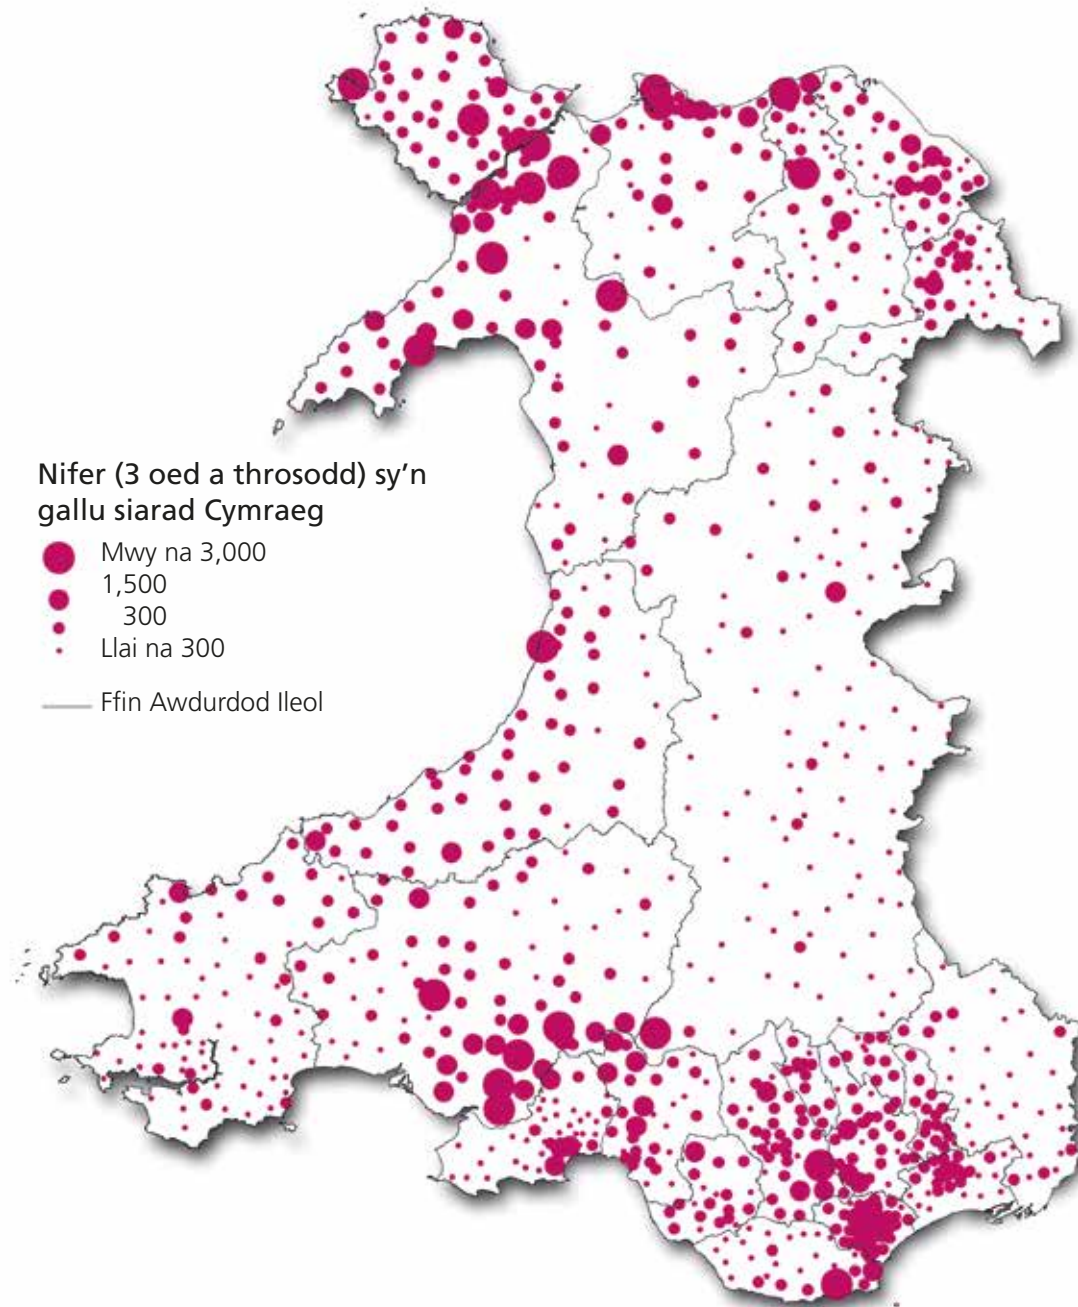 Nifer (3 oed a throsodd) sy'n
gallu siarad Cymraeg
Mwy na 3,000
1,500
300
Llai na 300
Ffin Awdurdod lleol